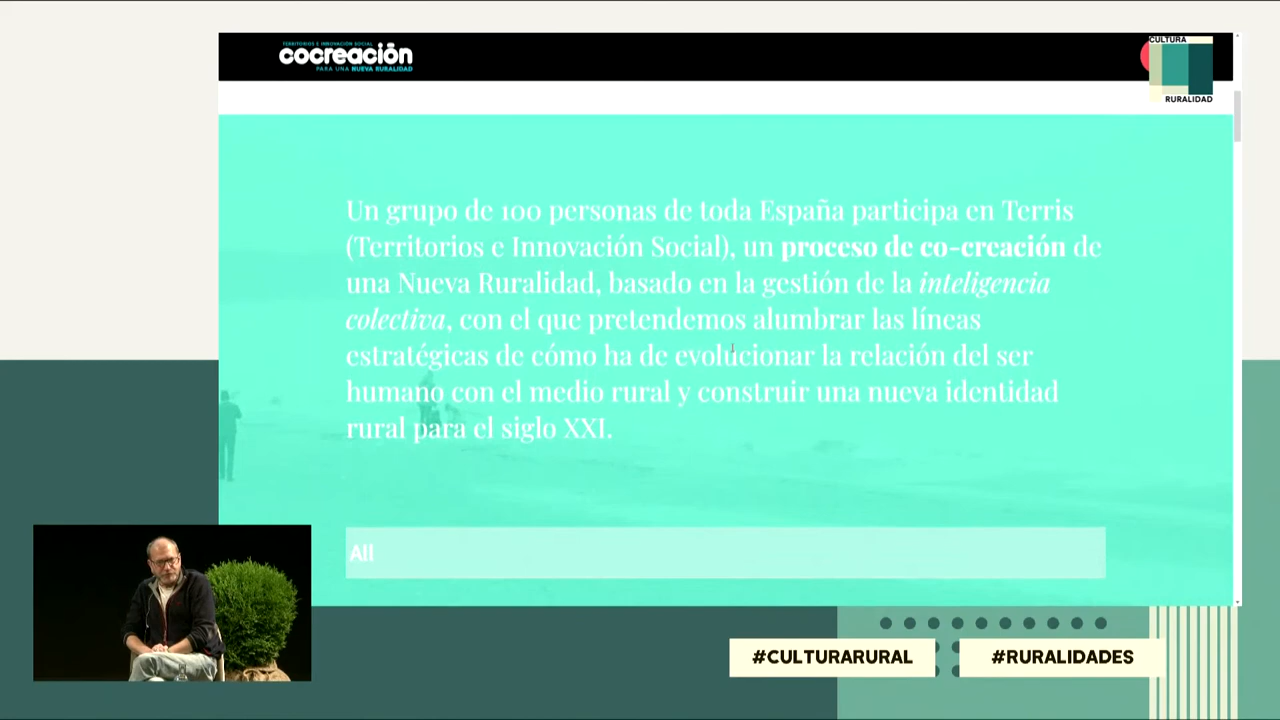 TERRITORIOS E INNOVACIÓN SOCIAL
cocreación
PARA UNA NUEVA RURALIDAD
CULTURA
RURALIDAD
Un grupo de 100 personas de toda España participa en Terris
(Territorios e Innovación Social), un proceso de co-creación de
una Nueva Ruralidad, basado en la gestión de la inteligencia
colectiva, con el que pretendemos alumbrar las líneas
estratégicas de cómo ha de evolucionar la relación del ser
humano con el medio rural y construir una nueva identidad
rural para el siglo XXI.
All
#CULTURARURAL
#RURALIDADES